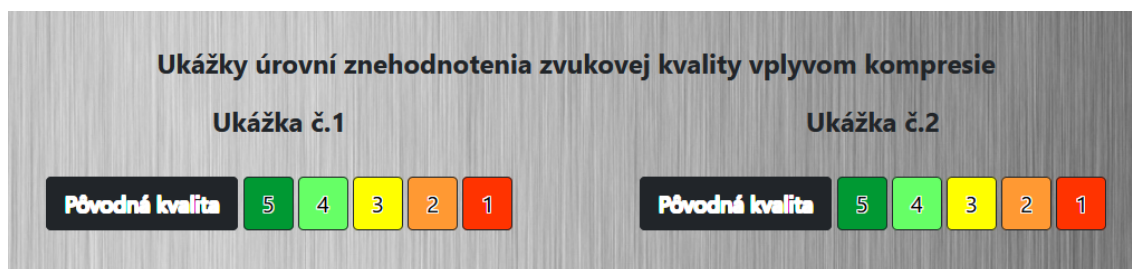 Ukážky úrovní znehodnotenia zvukovej kvality vplyvom kompresie
Ukážka č.1
Ukážka č.2
Pôvodná kvalita 5 4 3 2 1
Pôvodná kvalita 5 4 3 2 1